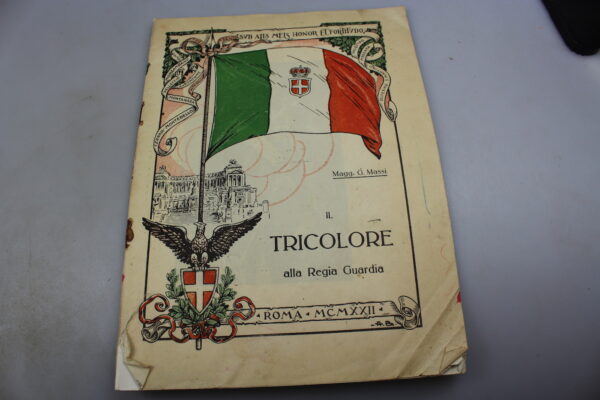 SVB ALIS MEIS HONOR ET FORTITVDO
Magg. G. Massi
IL
TRICOLORE
alla Regia Guardia
ROMA · MCMXXII